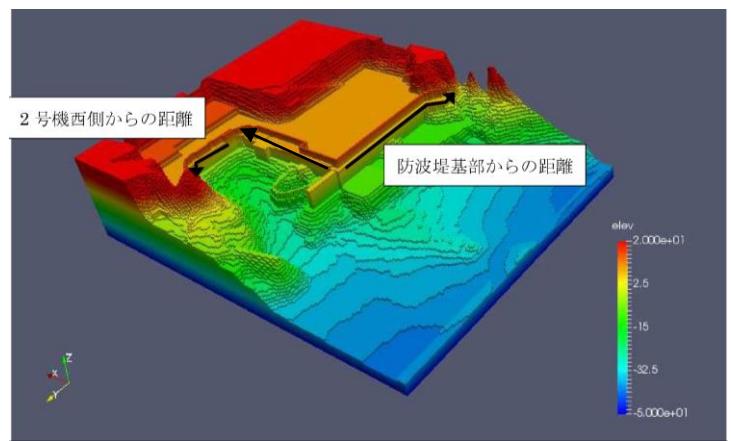 2 号機西側からの距離
防波堤基部からの距離
elev
2.000e+01
2.5
-15
-32.5
-5.000e+01
Z
X
Y